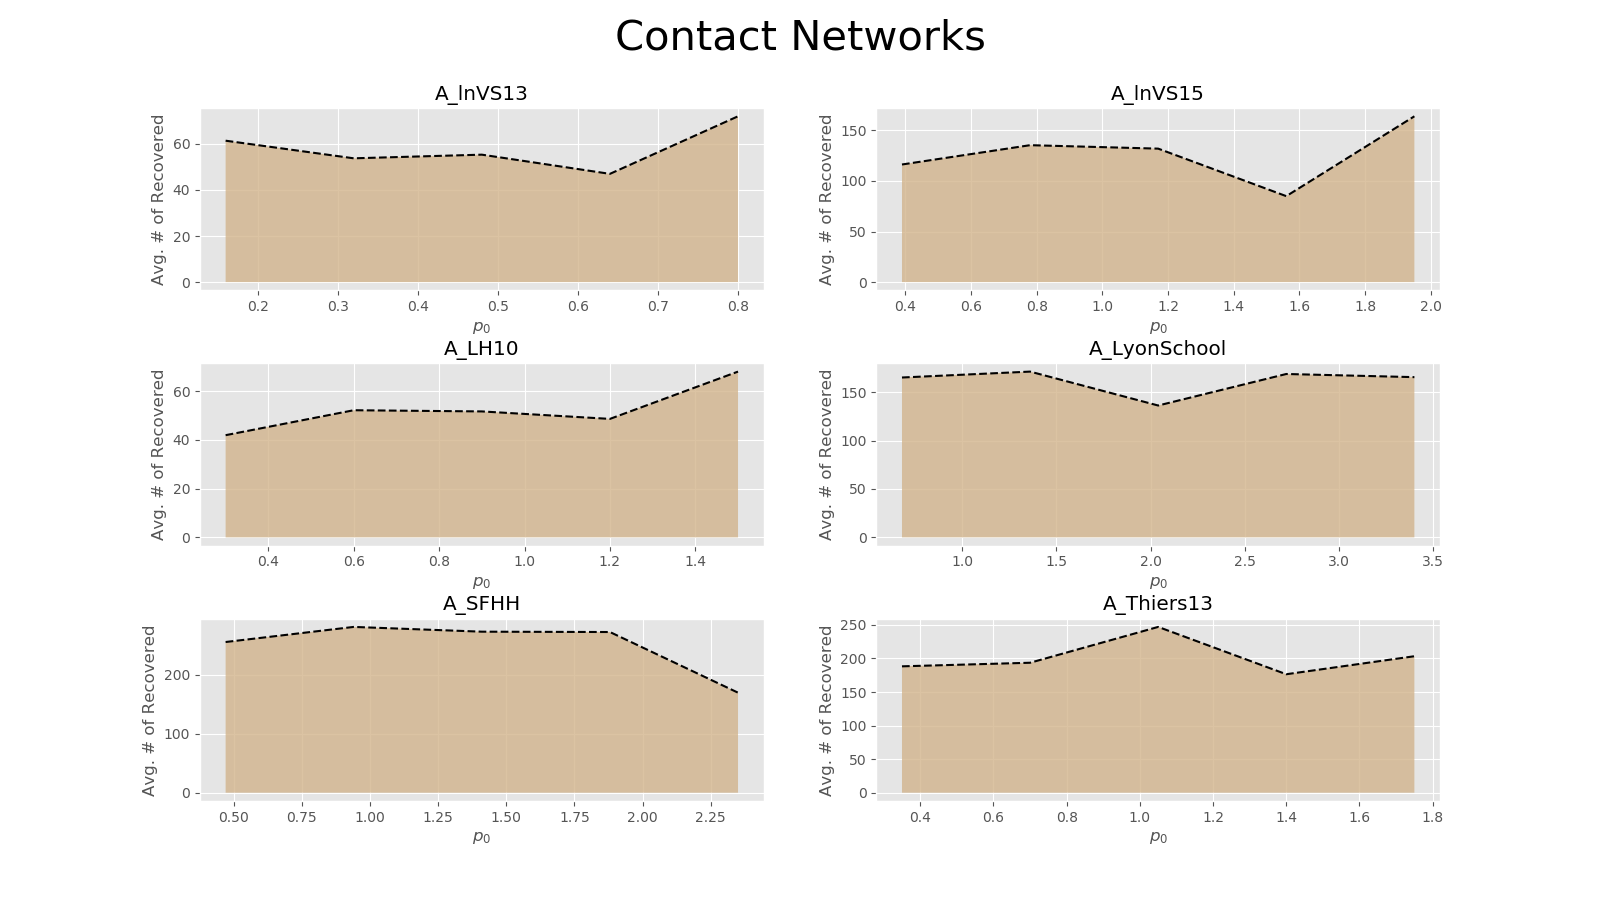 Contact Networks
A_lnVS13
Avg. # of Recovered
60
40
20
0
0.2 0.3 0.4 0.5 0.6 0.7 0.8
p0
A_lnVS15
Avg. # of Recovered
150
100
50
0
0.4 0.6 0.8 1.0 1.2 1.4 1.6 1.8 2.0
p0
A_LH10
Avg. # of Recovered
60
40
20
0
0.4 0.6 0.8 1.0 1.2 1.4
p0
A_LyonSchool
Avg. # of Recovered
150
100
50
0
1.0 1.5 2.0 2.5 3.0 3.5
p0
A_SFHH
Avg. # of Recovered
200
100
0
0.50 0.75 1.00 1.25 1.50 1.75 2.00 2.25
p0
A_Thiers13
Avg. # of Recovered
250
200
150
100
50
0
0.4 0.6 0.8 1.0 1.2 1.4 1.6 1.8
p0